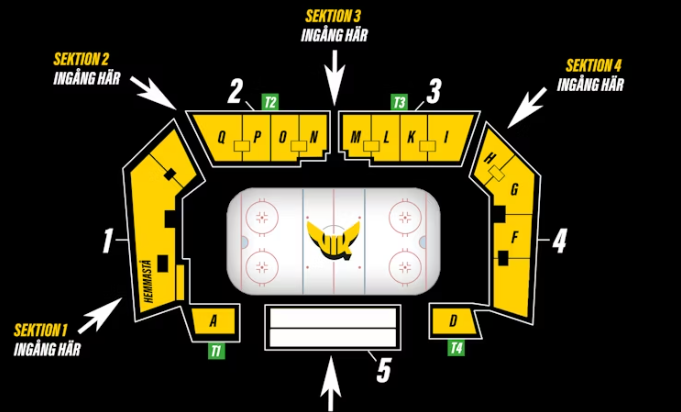 SEKTION 3
INGÅNG HÄR
SEKTION 2
INGÅNG HÄR
SEKTION 4
INGÅNG HÄR
2
T2
T3
3
Q P O N
M L K I
H
G
F
1
4
HEMMASTÅ
VIK
SEKTION 1
INGÅNG HÄR
A
D
T1
T4
5